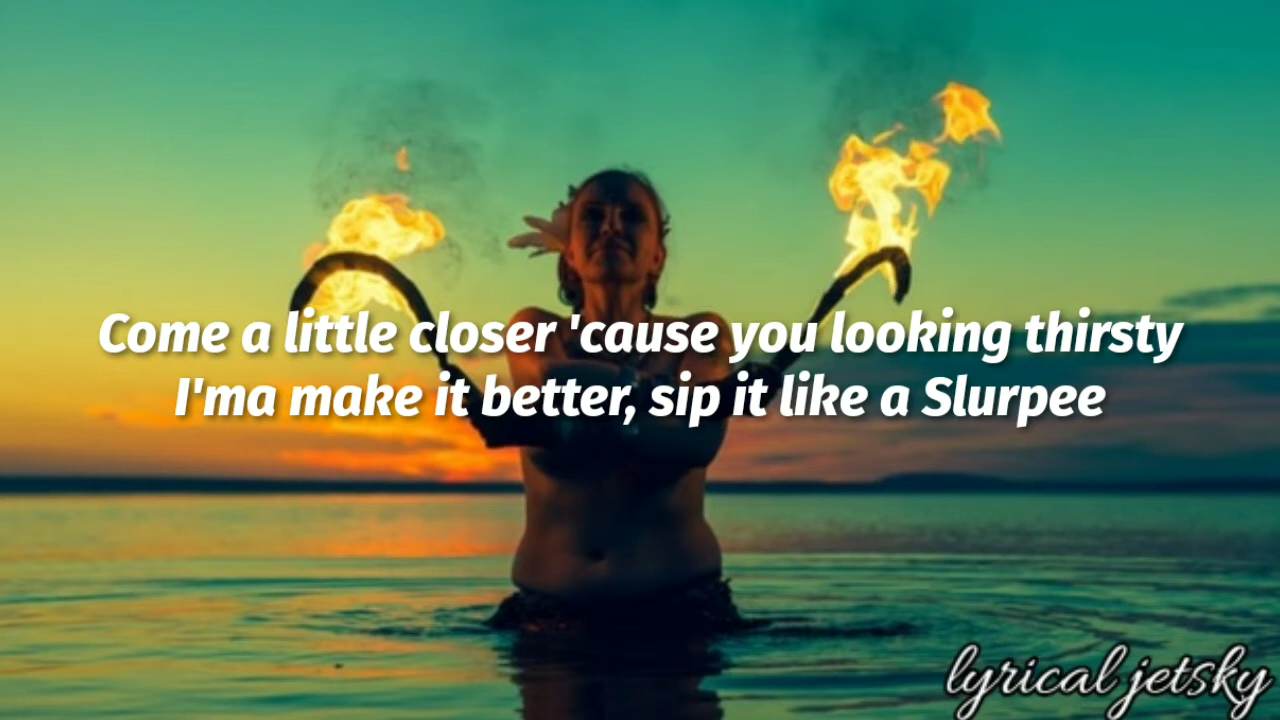 Come a little closer 'cause you looking thirsty
I'ma make it better, sip it like a Slurpee
lyrical jetsky